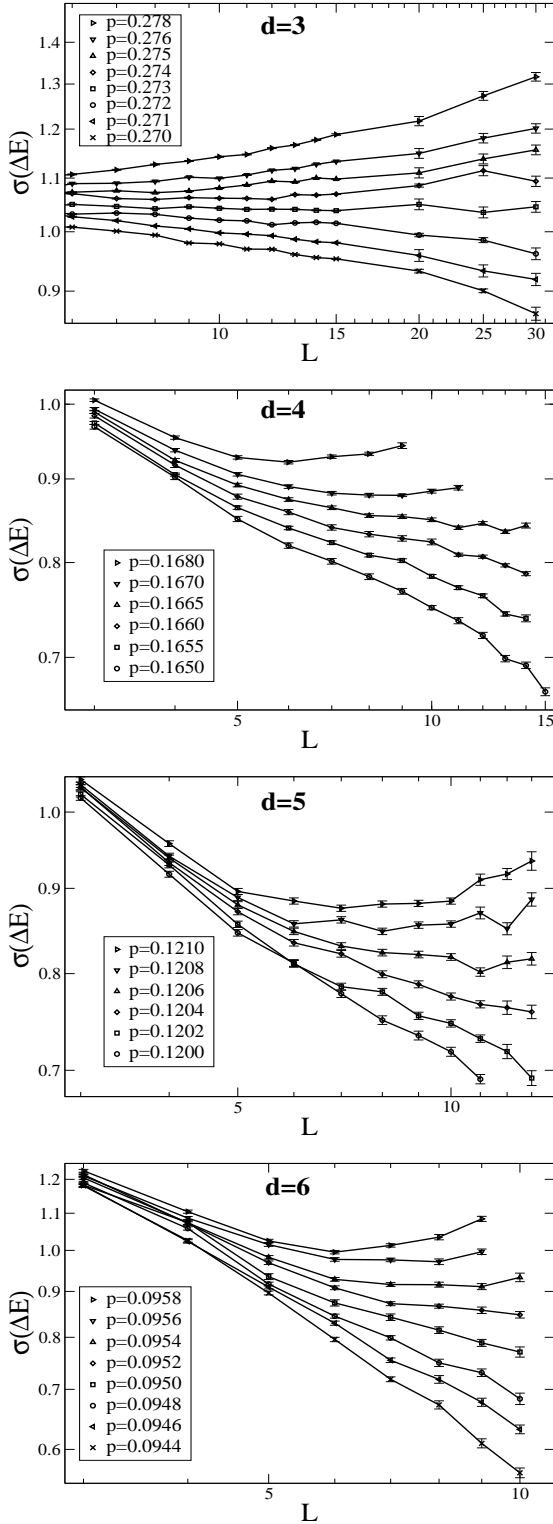 d=3
σ(ΔE)
1.4
1.3
1.2
1.1
1.0
0.9
p=0.278
p=0.276
p=0.275
p=0.274
p=0.273
p=0.272
p=0.271
p=0.270
10 15 20 25 30
L
d=4
σ(ΔE)
1.0
0.9
0.8
0.7
p=0.1680
p=0.1670
p=0.1665
p=0.1660
p=0.1655
p=0.1650
5 10 15
L
d=5
σ(ΔE)
1.0
0.9
0.8
0.7
p=0.1210
p=0.1208
p=0.1206
p=0.1204
p=0.1202
p=0.1200
5 10
L
d=6
σ(ΔE)
1.2
1.1
1.0
0.9
0.8
0.7
0.6
p=0.0958
p=0.0956
p=0.0954
p=0.0952
p=0.0950
p=0.0948
p=0.0946
p=0.0944
5 10
L